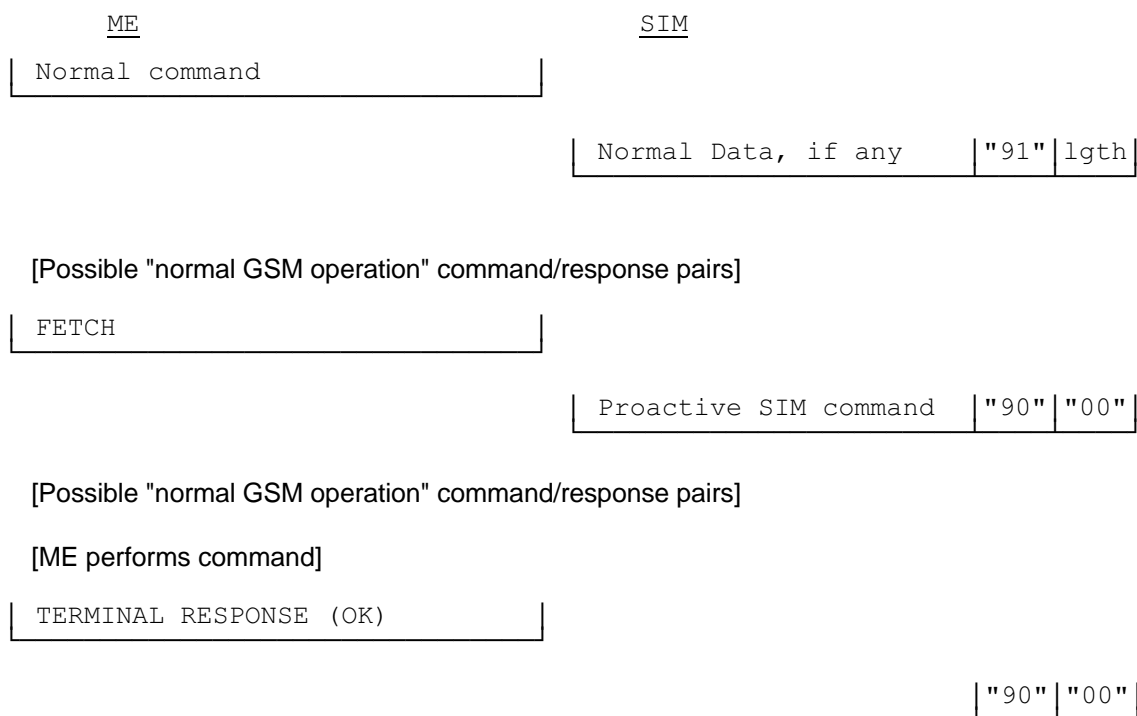 ME SIM
Normal command
Normal Data, if any "91" lgth
[Possible "normal GSM operation" command/response pairs]
FETCH
Proactive SIM command "90" "00"
[Possible "normal GSM operation" command/response pairs]
[ME performs command]
TERMINAL RESPONSE (OK)
"90" "00"